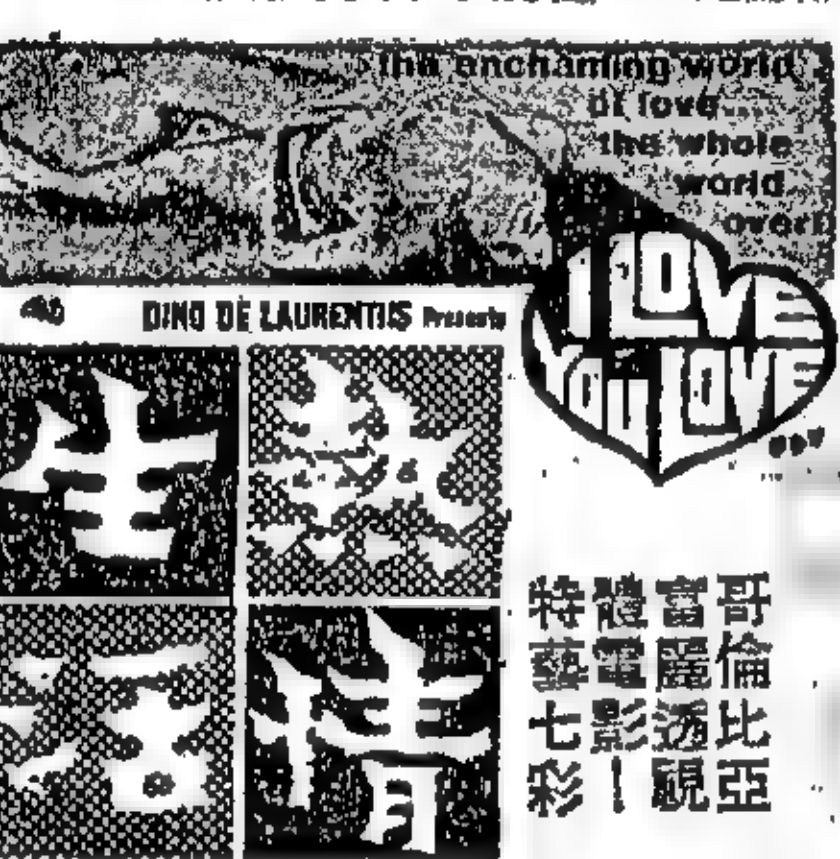 the enchanting world
of love...
the whole
world
over!
I LOVE
YOU LOVE
...
DINO DE LAURENTIIS Presents
情
哥倫比亞
富麗透視
體電影！
特藝七彩